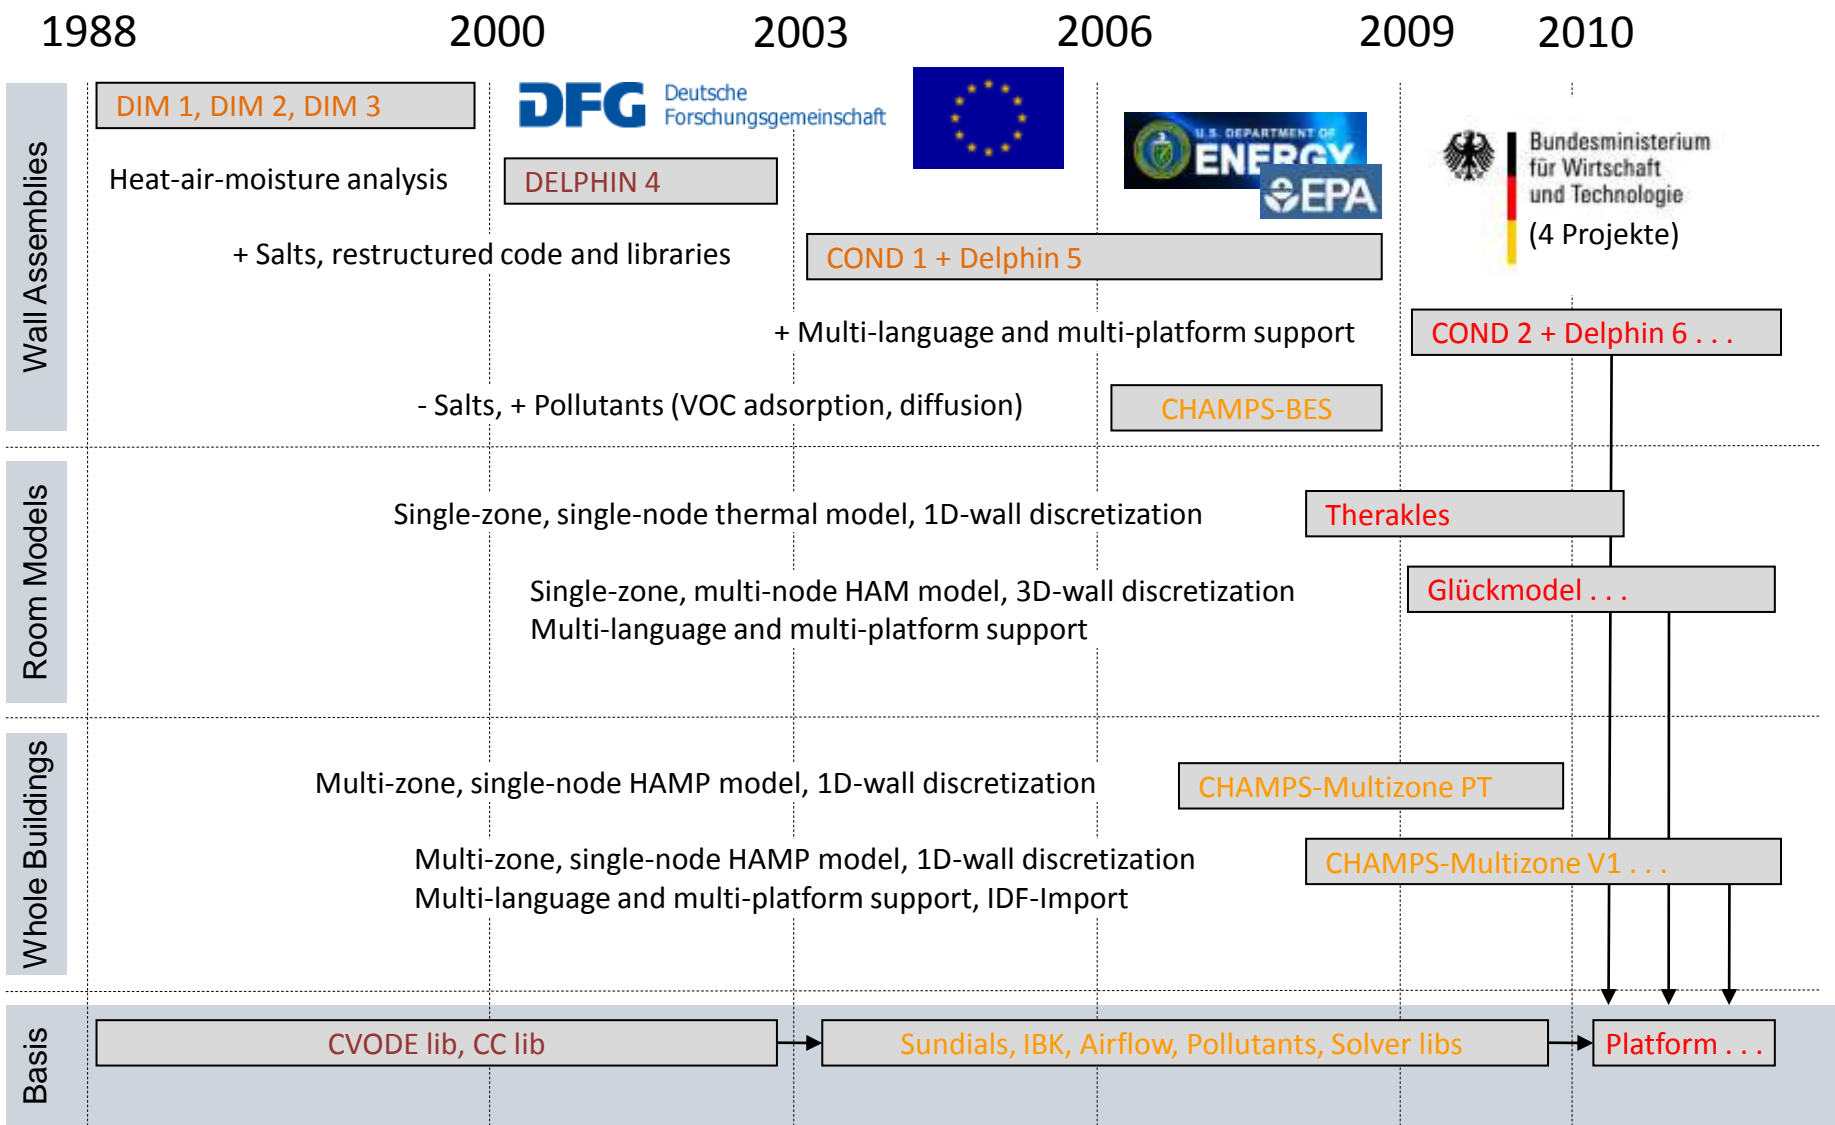 1988 2000 2003 2006 2009 2010
Wall Assemblies
DIM 1, DIM 2, DIM 3
DFG Deutsche
Forschungsgemeinschaft
U.S. DEPARTMENT OF
ENERGY
EPA
Bundesministerium
für Wirtschaft
und Technologie
(4 Projekte)
Heat-air-moisture analysis
DELPHIN 4
+ Salts, restructured code and libraries
COND 1 + Delphin 5
+ Multi-language and multi-platform support
COND 2 + Delphin 6 . . .
- Salts, + Pollutants (VOC adsorption, diffusion)
CHAMPS-BES
Room Models
Single-zone, single-node thermal model, 1D-wall discretization
Therakles
Single-zone, multi-node HAM model, 3D-wall discretization
Multi-language and multi-platform support
Glückmodel . . .
Whole Buildings
Multi-zone, single-node HAMP model, 1D-wall discretization
CHAMPS-Multizone PT
Multi-zone, single-node HAMP model, 1D-wall discretization
Multi-language and multi-platform support, IDF-Import
CHAMPS-Multizone V1 . . .
Basis
CVODE lib, CC lib
Sundials, IBK, Airflow, Pollutants, Solver libs
Platform . . .